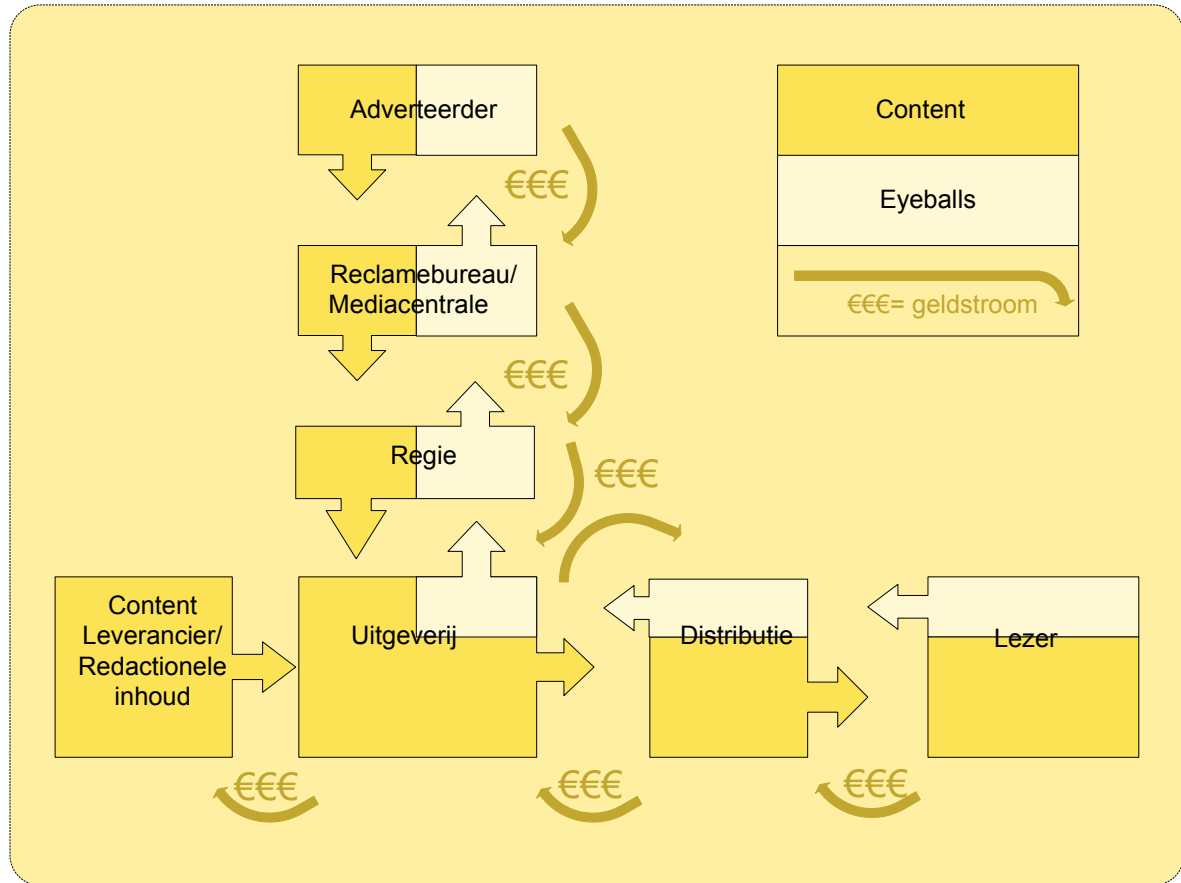 Adverteerder
€€€
Reclamebureau/
Mediacentrale
€€€
Regie
€€€
Content
Eyeballs
€€€= geldstroom
Content
Leverancier/
Redactionele
inhoud
Uitgeverij
Distributie
Lezer
€€€
€€€
€€€